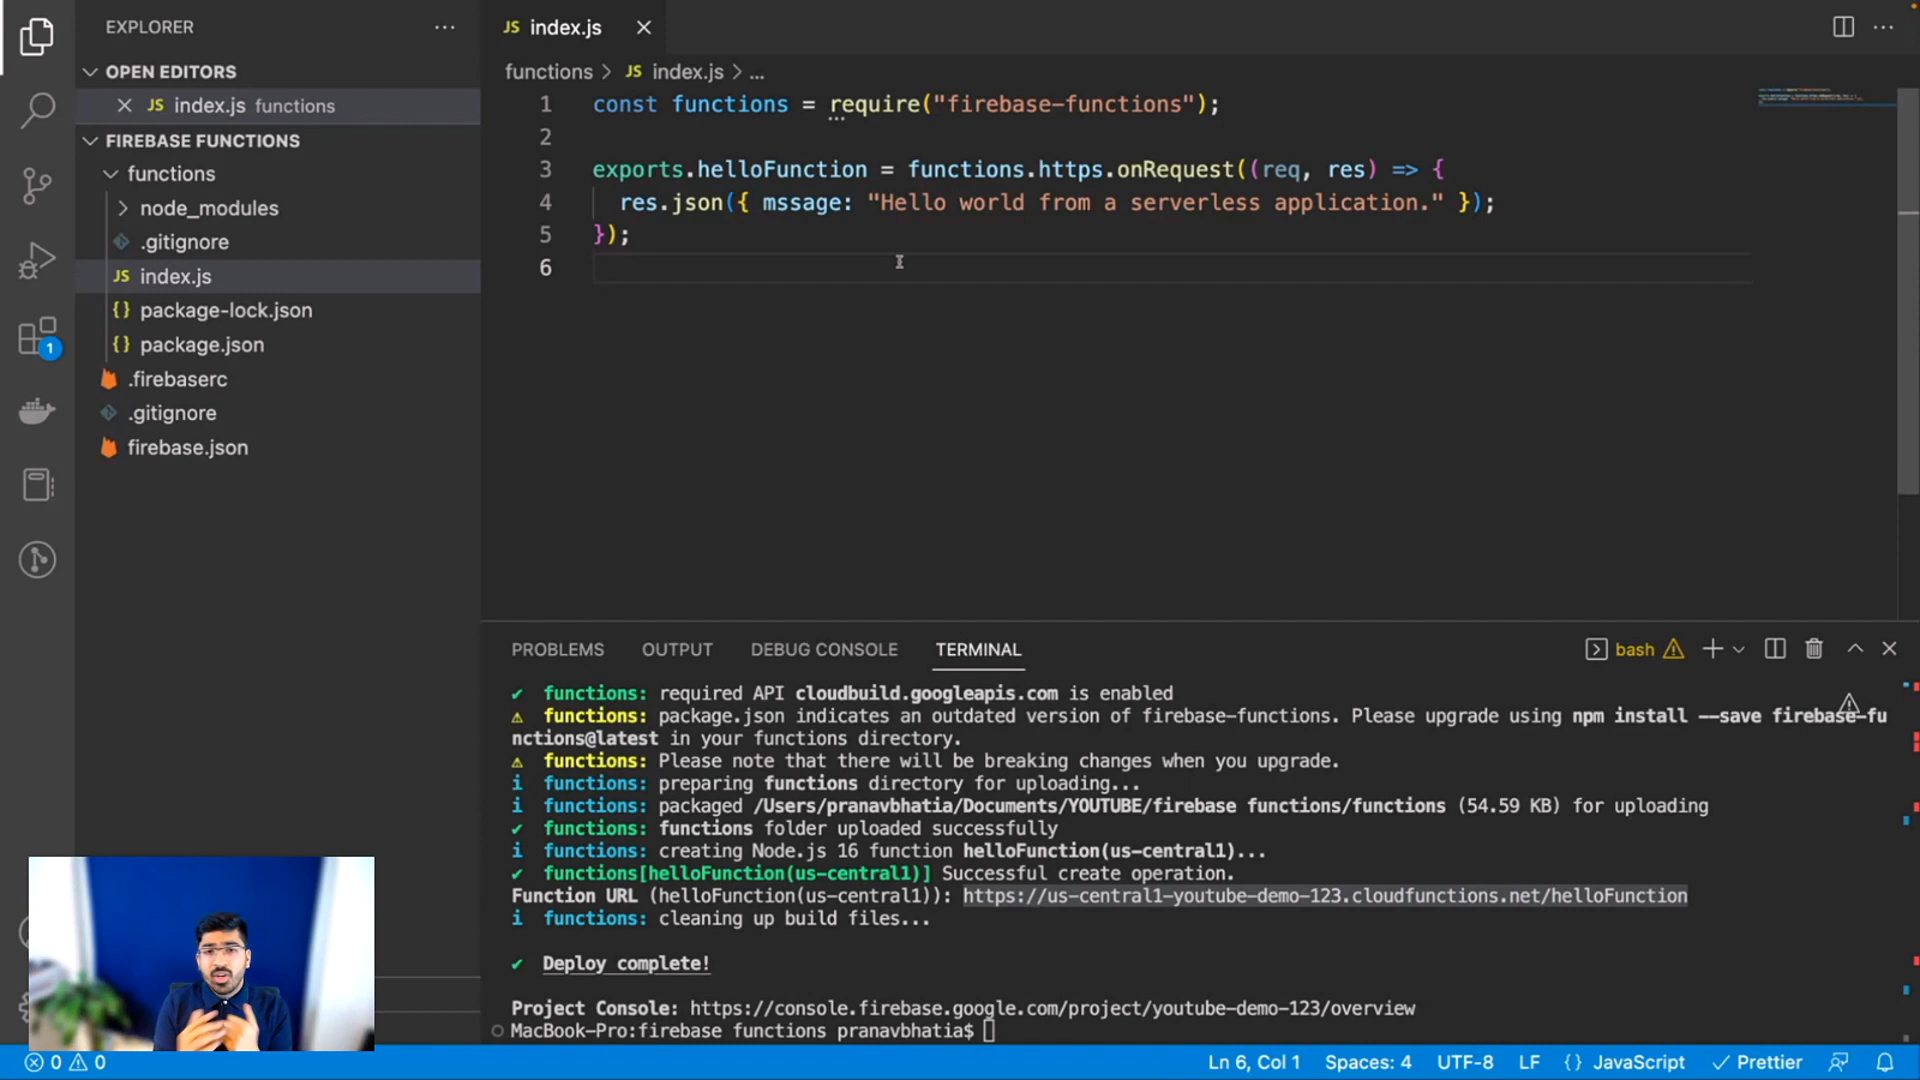 EXPLORER
OPEN EDITORS
JS index.js functions
FIREBASE FUNCTIONS
functions
node_modules
.gitignore
JS index.js
{} package-lock.json
{} package.json
.firebaserc
.gitignore
firebase.json
1
JS index.js
functions > JS index.js > ...
1 const functions = require("firebase-functions");
2
3 exports.helloFunction = functions.https.onRequest((req, res) => {
4 res.json({ mssage: "Hello world from a serverless application." });
5 });
6
PROBLEMS OUTPUT DEBUG CONSOLE TERMINAL
bash
✔ functions: required API cloudbuild.googleapis.com is enabled
⚠ functions: package.json indicates an outdated version of firebase-functions. Please upgrade using npm install --save firebase-fu
nctions@latest in your functions directory.
⚠ functions: Please note that there will be breaking changes when you upgrade.
i functions: preparing functions directory for uploading...
i functions: packaged /Users/pranavbhatia/Documents/YOUTUBE/firebase functions/functions (54.59 KB) for uploading
✔ functions: functions folder uploaded successfully
i functions: creating Node.js 16 function helloFunction(us-central1)...
✔ functions[helloFunction(us-central1)] Successful create operation.
Function URL (helloFunction(us-central1)): https://us-central1-youtube-demo-123.cloudfunctions.net/helloFunction
i functions: cleaning up build files...
✔ Deploy complete!
Project Console: https://console.firebase.google.com/project/youtube-demo-123/overview
MacBook-Pro:firebase functions pranavbhatia$
0 0
Ln 6, Col 1 Spaces: 4 UTF-8 LF {} JavaScript ✓ Prettier